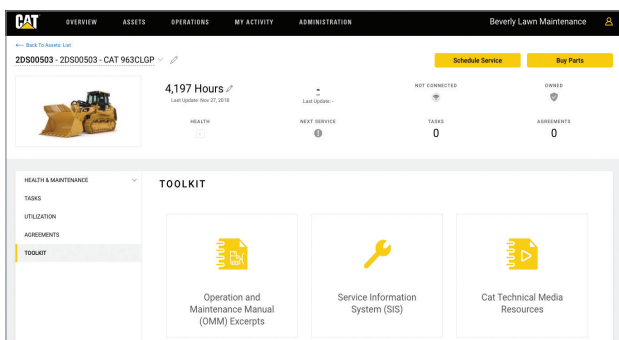 CAT OVERVIEW ASSETS OPERATIONS MY ACTIVITY ADMINISTRATION Beverly Lawn Maintenance
Back To Assets List
2DS00503 - 2DS00503 - CAT 963CLGP
Schedule Service Buy Parts
4,197 Hours - NOT CONNECTED OWNED
Last Update: Nov 27, 2018 Last Update: -
HEALTH NEXT SERVICE TASKS AGREEMENTS
0 0
HEALTH & MAINTENANCE
TASKS
UTILIZATION
AGREEMENTS
TOOLKIT
TOOLKIT
Operation and
Maintenance Manual
(OMM) Excerpts
Service Information
System (SIS)
Cat Technical Media
Resources